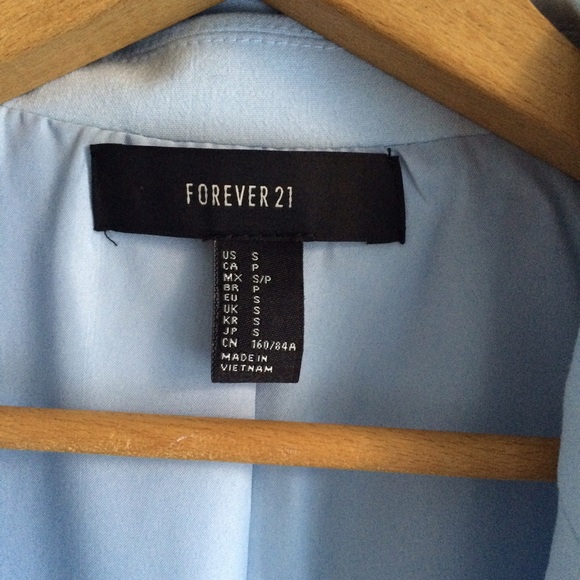 FOREVER 21
US S
CA P
MX S/P
BR P
EU S
UK S
KR S
JP S
CN 160/84A
MADE IN
VIETNAM